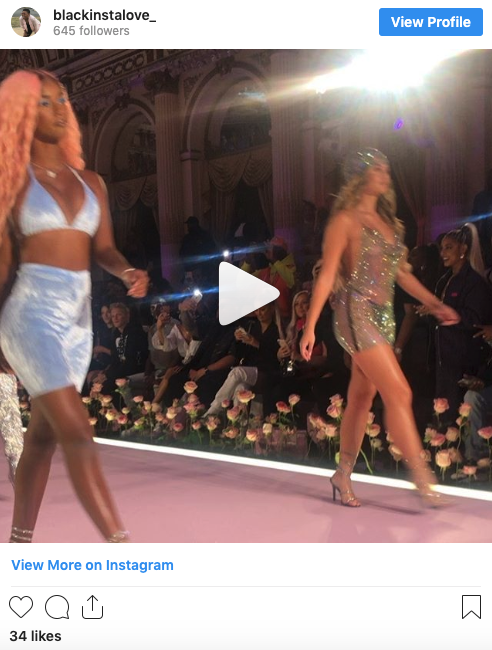 blackinstalove_
645 followers
View Profile
View More on Instagram
34 likes